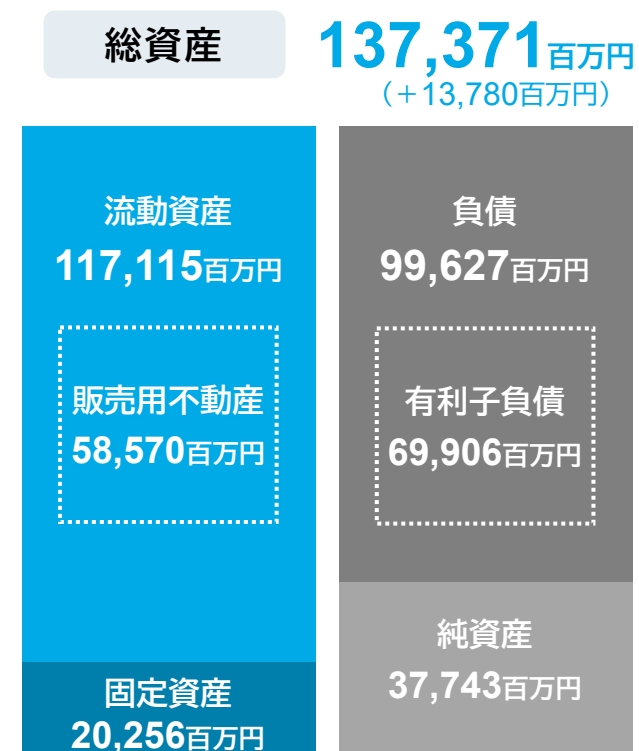 総資産
137,371百万円
（＋13,780百万円）
流動資産
117,115百万円
販売用不動産
58,570百万円
固定資産
20,256百万円
負債
99,627百万円
有利子負債
69,906百万円
純資産
37,743百万円